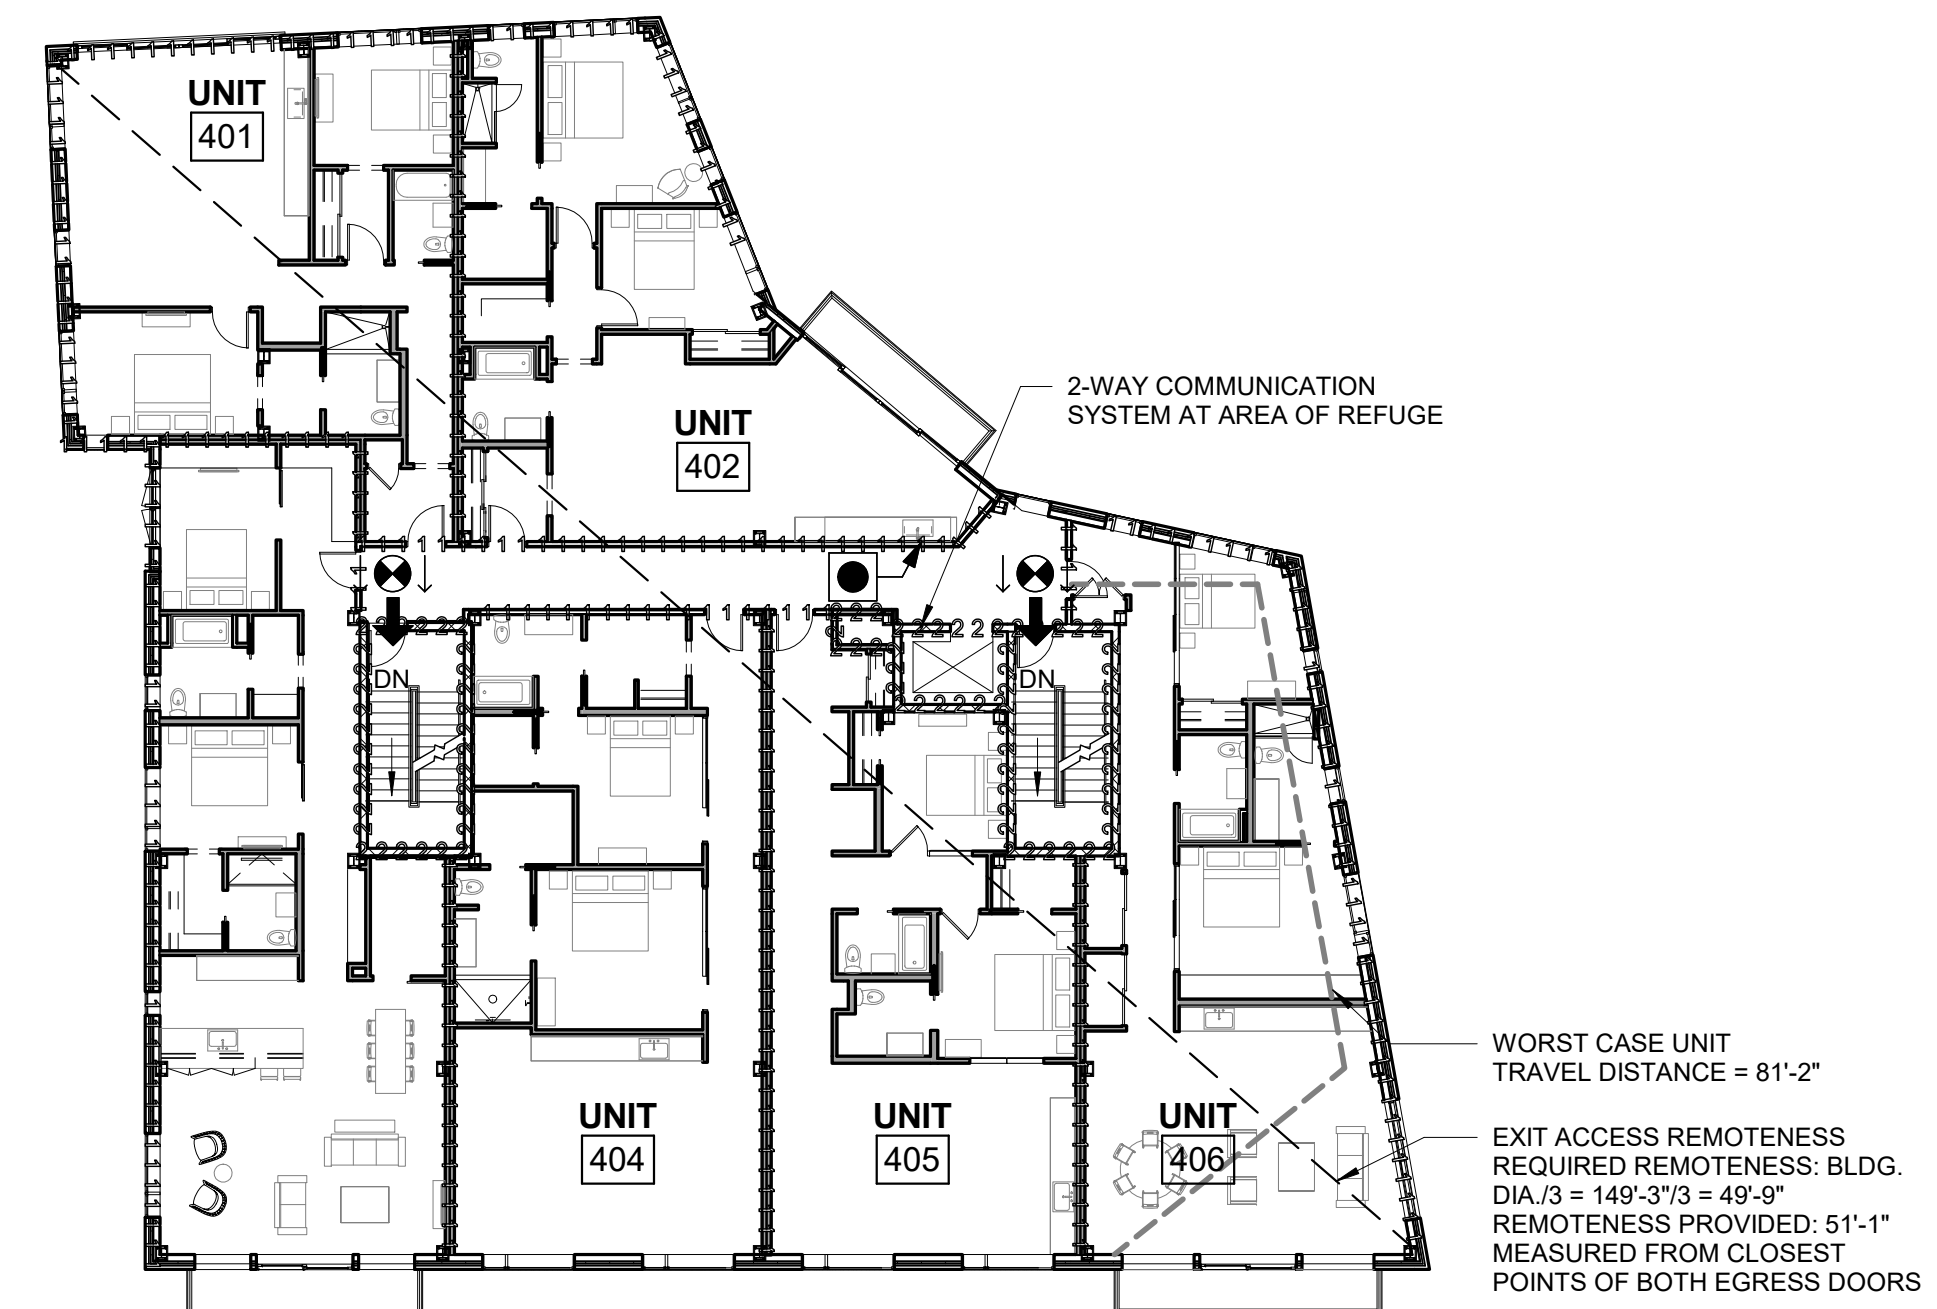 UNIT
401
2-WAY COMMUNICATION
SYSTEM AT AREA OF REFUGE
UNIT
402
DN
DN
WORST CASE UNIT
TRAVEL DISTANCE = 81'-2"
UNIT
404
UNIT
405
UNIT
406
EXIT ACCESS REMOTENESS
REQUIRED REMOTENESS: BLDG.
DIA./3 = 149'-3"/3 = 49'-9"
REMOTENESS PROVIDED: 51'-1"
MEASURED FROM CLOSEST
POINTS OF BOTH EGRESS DOORS